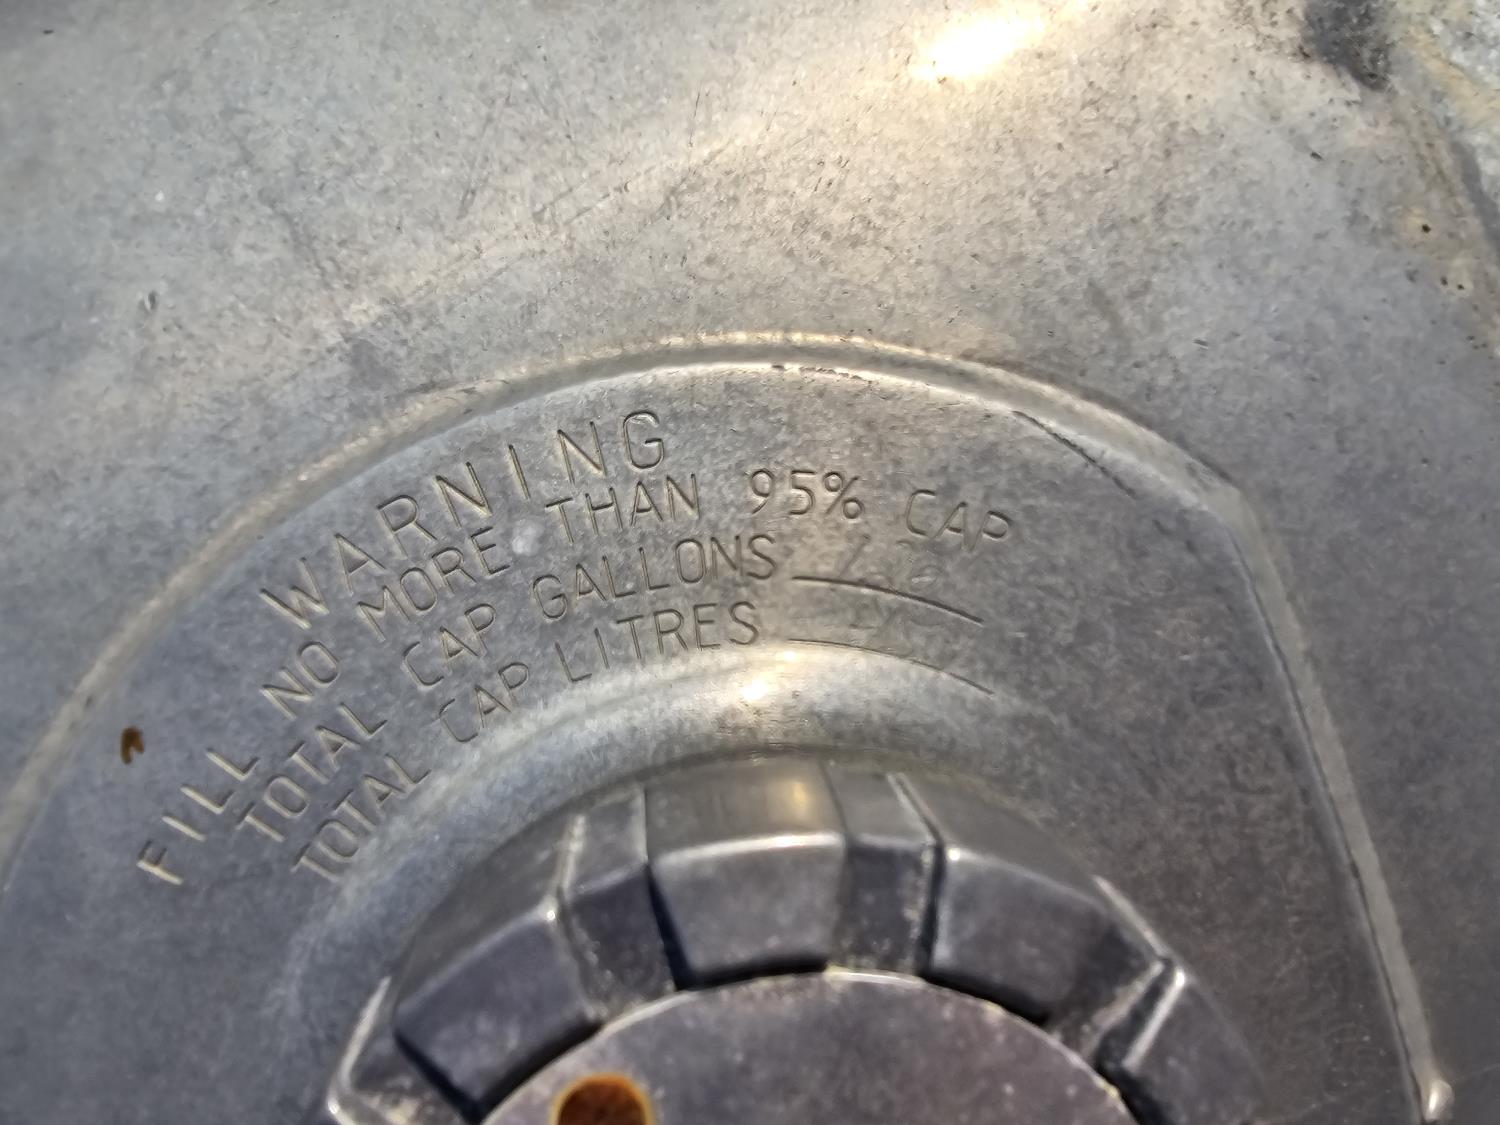 WARNING
FILL NO MORE THAN 95% CAP
TOTAL CAP GALLONS
TOTAL CAP LITRES